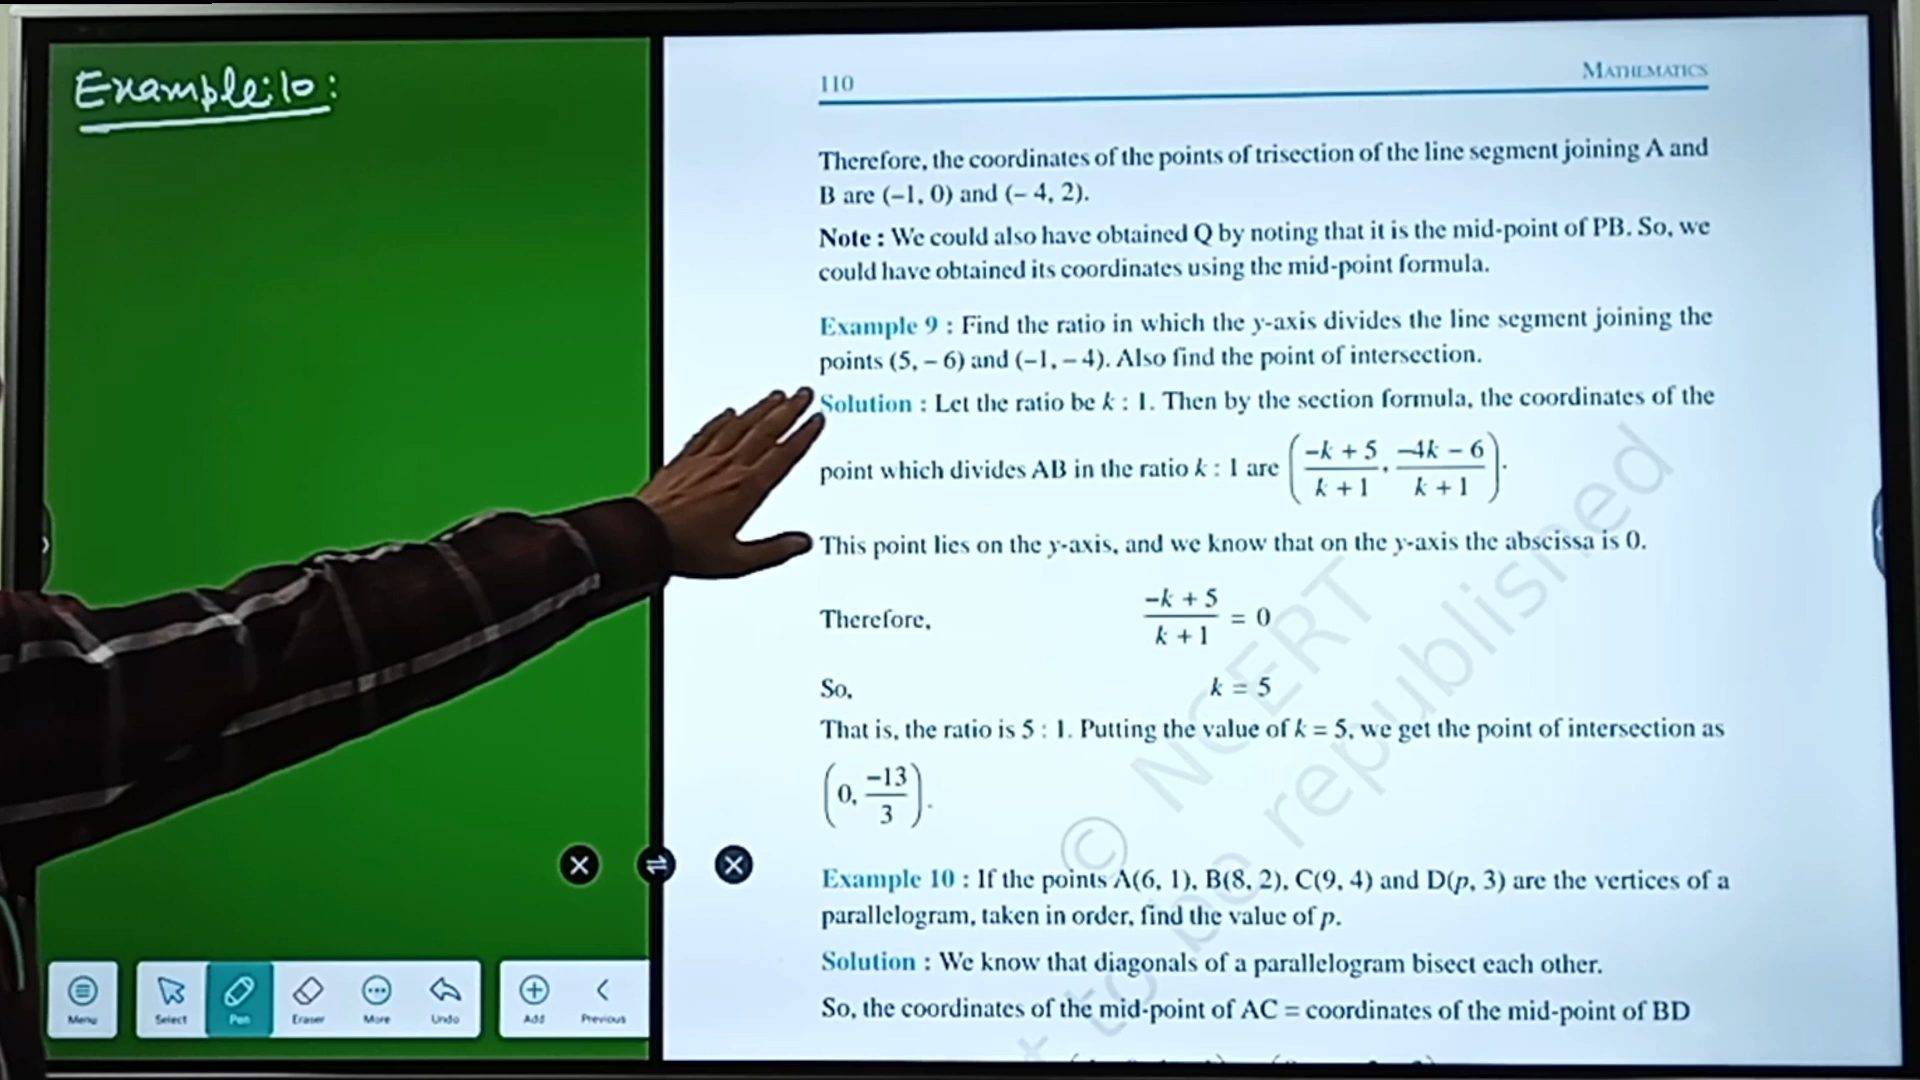 Example:10:
110
MATHEMATICS
Therefore, the coordinates of the points of trisection of the line segment joining A and
B are (–1, 0) and (– 4, 2).
Note : We could also have obtained Q by noting that it is the mid-point of PB. So, we
could have obtained its coordinates using the mid-point formula.
Example 9 : Find the ratio in which the y-axis divides the line segment joining the
points (5, – 6) and (–1, – 4). Also find the point of intersection.
Solution : Let the ratio be k : 1. Then by the section formula, the coordinates of the
point which divides AB in the ratio k : 1 are ( (–k + 5)/(k + 1), (–4k – 6)/(k + 1) ).
This point lies on the y-axis, and we know that on the y-axis the abscissa is 0.
Therefore, (–k + 5)/(k + 1) = 0
So, k = 5
That is, the ratio is 5 : 1. Putting the value of k = 5, we get the point of intersection as
(0, –13/3).
Example 10 : If the points A(6, 1), B(8, 2), C(9, 4) and D(p, 3) are the vertices of a
parallelogram, taken in order, find the value of p.
Solution : We know that diagonals of a parallelogram bisect each other.
So, the coordinates of the mid-point of AC = coordinates of the mid-point of BD
© NCERT
to be republished
Menu
Select
Pen
Eraser
More
Undo
Add
Previous